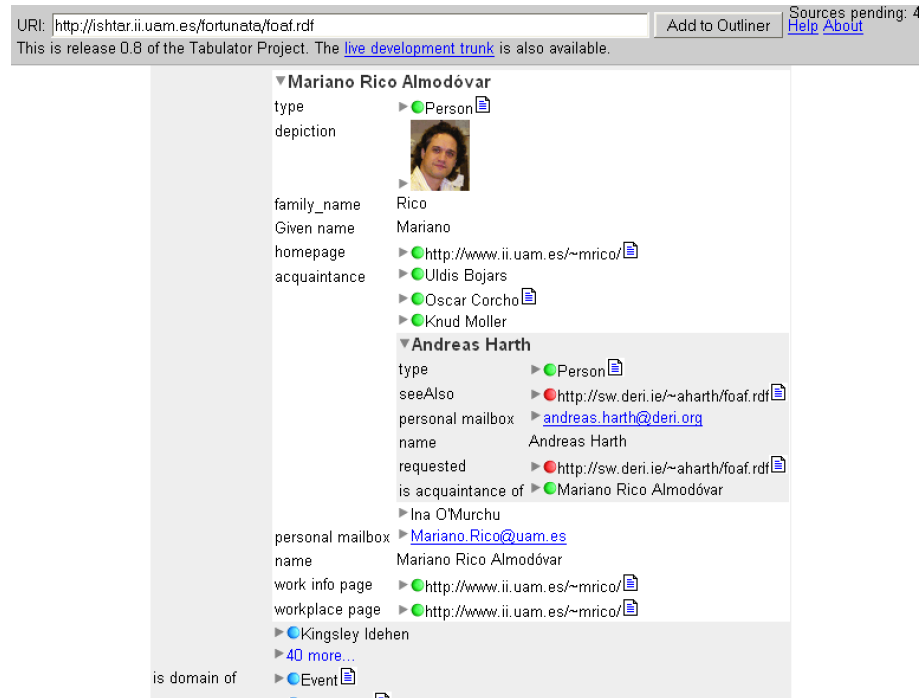 Sources pending: 4
URI: http://ishtar.ii.uam.es/fortunata/foaf.rdf Add to Outliner Help About
This is release 0.8 of the Tabulator Project. The live development trunk is also available.
Mariano Rico Almodóvar
type Person
depiction
family_name Rico
Given name Mariano
homepage http://www.ii.uam.es/~mrico/
acquaintance Uldis Bojars
Oscar Corcho
Knud Moller
Andreas Harth
type Person
seeAlso http://sw.deri.ie/~aharth/foaf.rdf
personal mailbox andreas.harth@deri.org
name Andreas Harth
requested http://sw.deri.ie/~aharth/foaf.rdf
is acquaintance of Mariano Rico Almodóvar
Ina O'Murchu
personal mailbox Mariano.Rico@uam.es
name Mariano Rico Almodóvar
work info page http://www.ii.uam.es/~mrico/
workplace page http://www.ii.uam.es/~mrico/
Kingsley Idehen
40 more...
is domain of Event